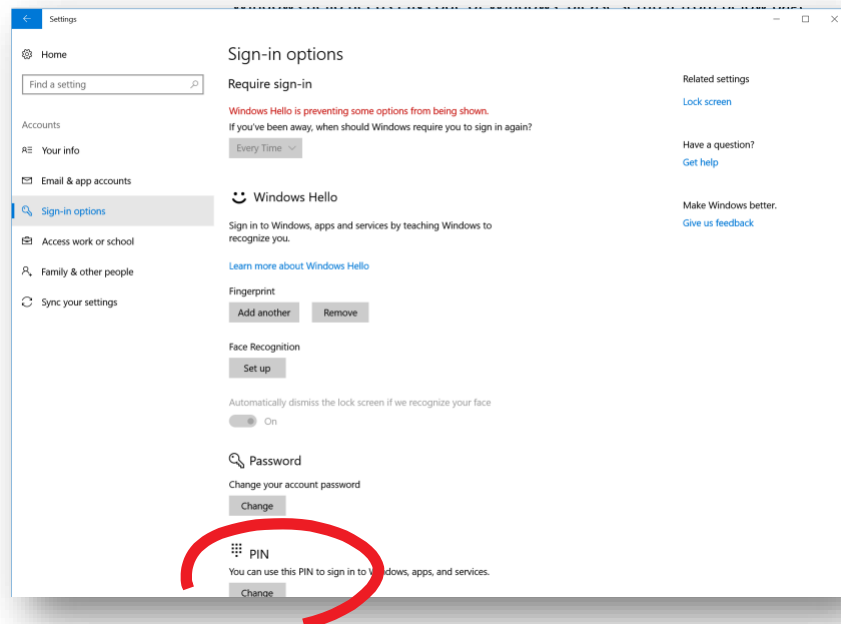 Settings
Home
Find a setting
Accounts
Your info
Email & app accounts
Sign-in options
Access work or school
Family & other people
Sync your settings
Sign-in options
Require sign-in
Windows Hello is preventing some options from being shown.
If you've been away, when should Windows require you to sign in again?
Every Time
Windows Hello
Sign in to Windows, apps and services by teaching Windows to
recognize you.
Learn more about Windows Hello
Fingerprint
Add another Remove
Face Recognition
Set up
Automatically dismiss the lock screen if we recognize your face
On
Password
Change your account password
Change
PIN
You can use this PIN to sign in to Windows, apps, and services.
Change
Related settings
Lock screen
Have a question?
Get help
Make Windows better.
Give us feedback